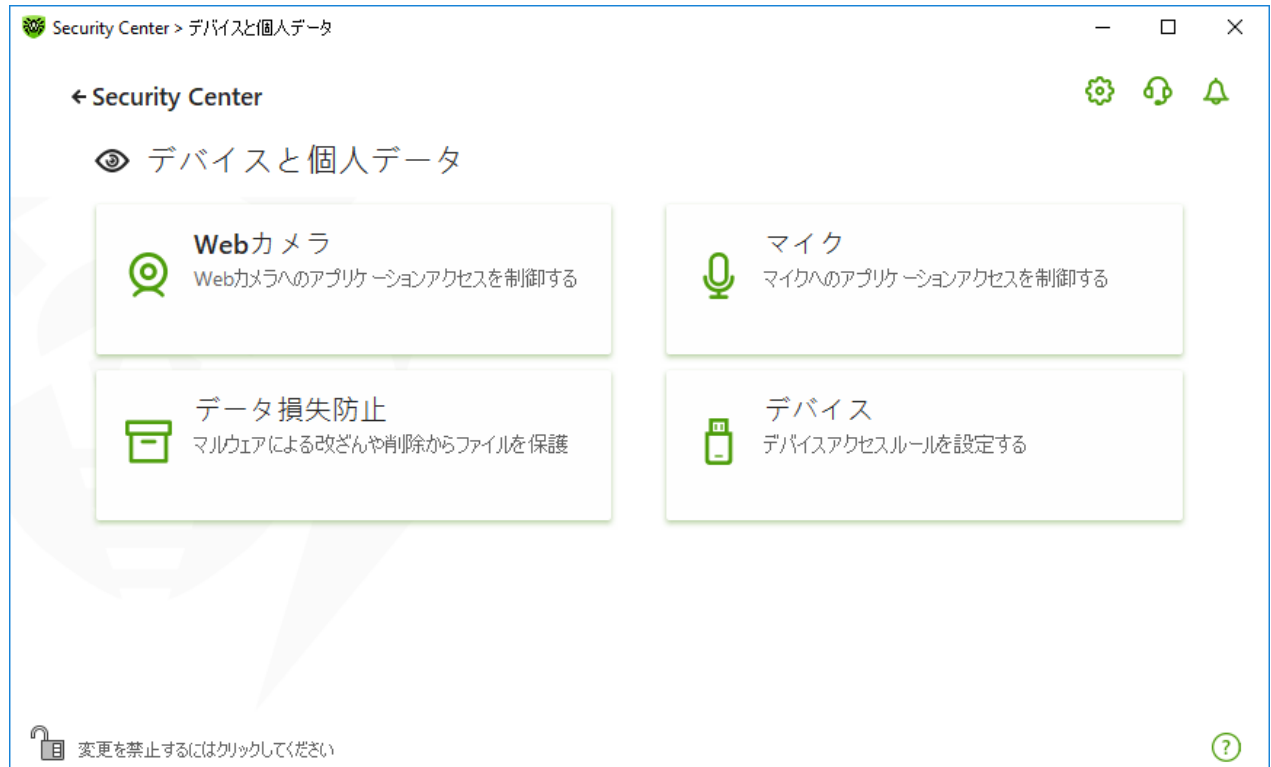 Security Center > デバイスと個人データ
Security Center
デバイスと個人データ
Webカメラ
Webカメラへのアプリケーションアクセスを制御する
マイク
マイクへのアプリケーションアクセスを制御する
データ損失防止
マルウェアによる改ざんや削除からファイルを保護
デバイス
デバイスアクセスルールを設定する
変更を禁止するにはクリックしてください
?